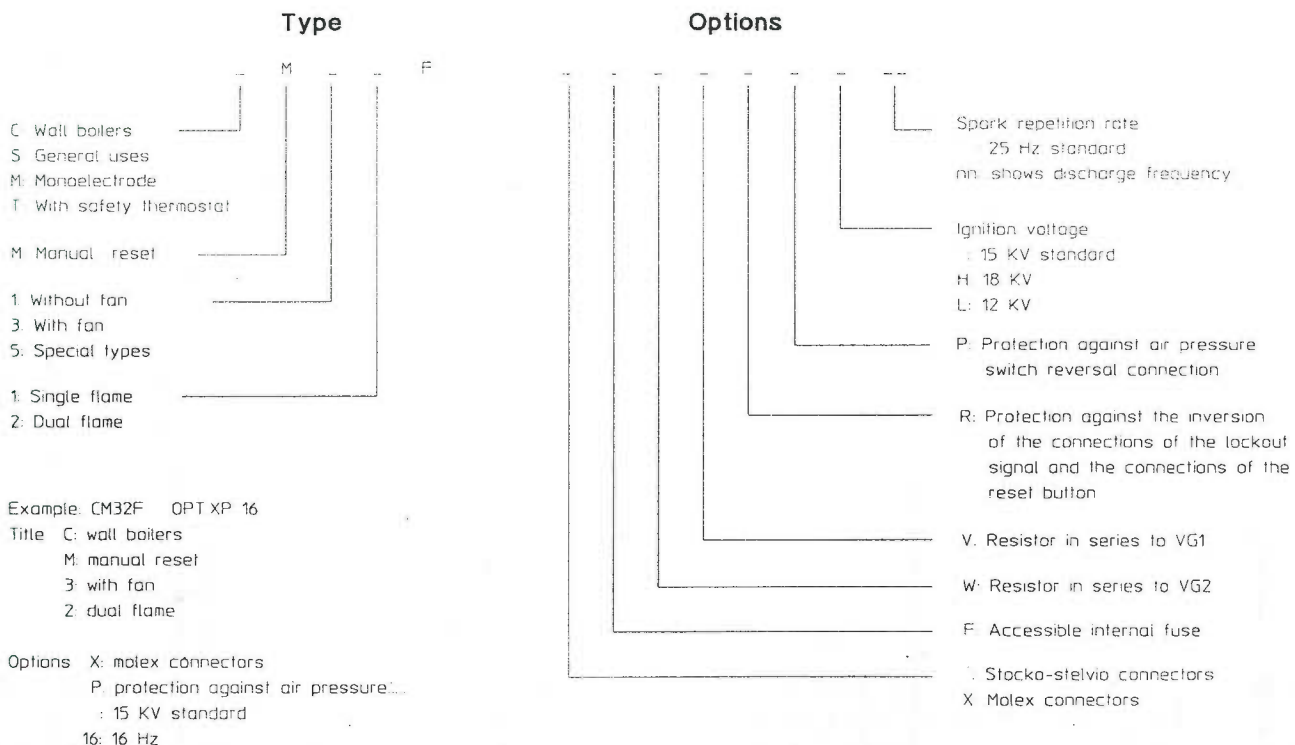 Type
Options
_ M _ _ F
_ _ _ _ _ _ _ _ _
C Wall boilers
S General uses
M: Monoelectrode
T With safety thermostat
M Manual reset
1. Without fan
3. With fan
5: Special types
1: Single flame
2: Dual flame
Example: CM32F OPT XP 16
Title C: wall boilers
M: manual reset
3: with fan
2: dual flame
Options X: molex connectors
P. protection against air pressure...
: 15 KV standard
16: 16 Hz
Spark repetition rate
25 Hz standard
nn. shows discharge frequency
Ignition voltage
: 15 KV standard
H 18 KV
L: 12 KV
P: Protection against air pressure
switch reversal connection
R: Protection against the inversion
of the connections of the lockout
signal and the connections of the
reset button
V. Resistor in series to VG1
W: Resistor in series to VG2
F. Accessible internal fuse
. Stocko-stelvio connectors
X Molex connectors